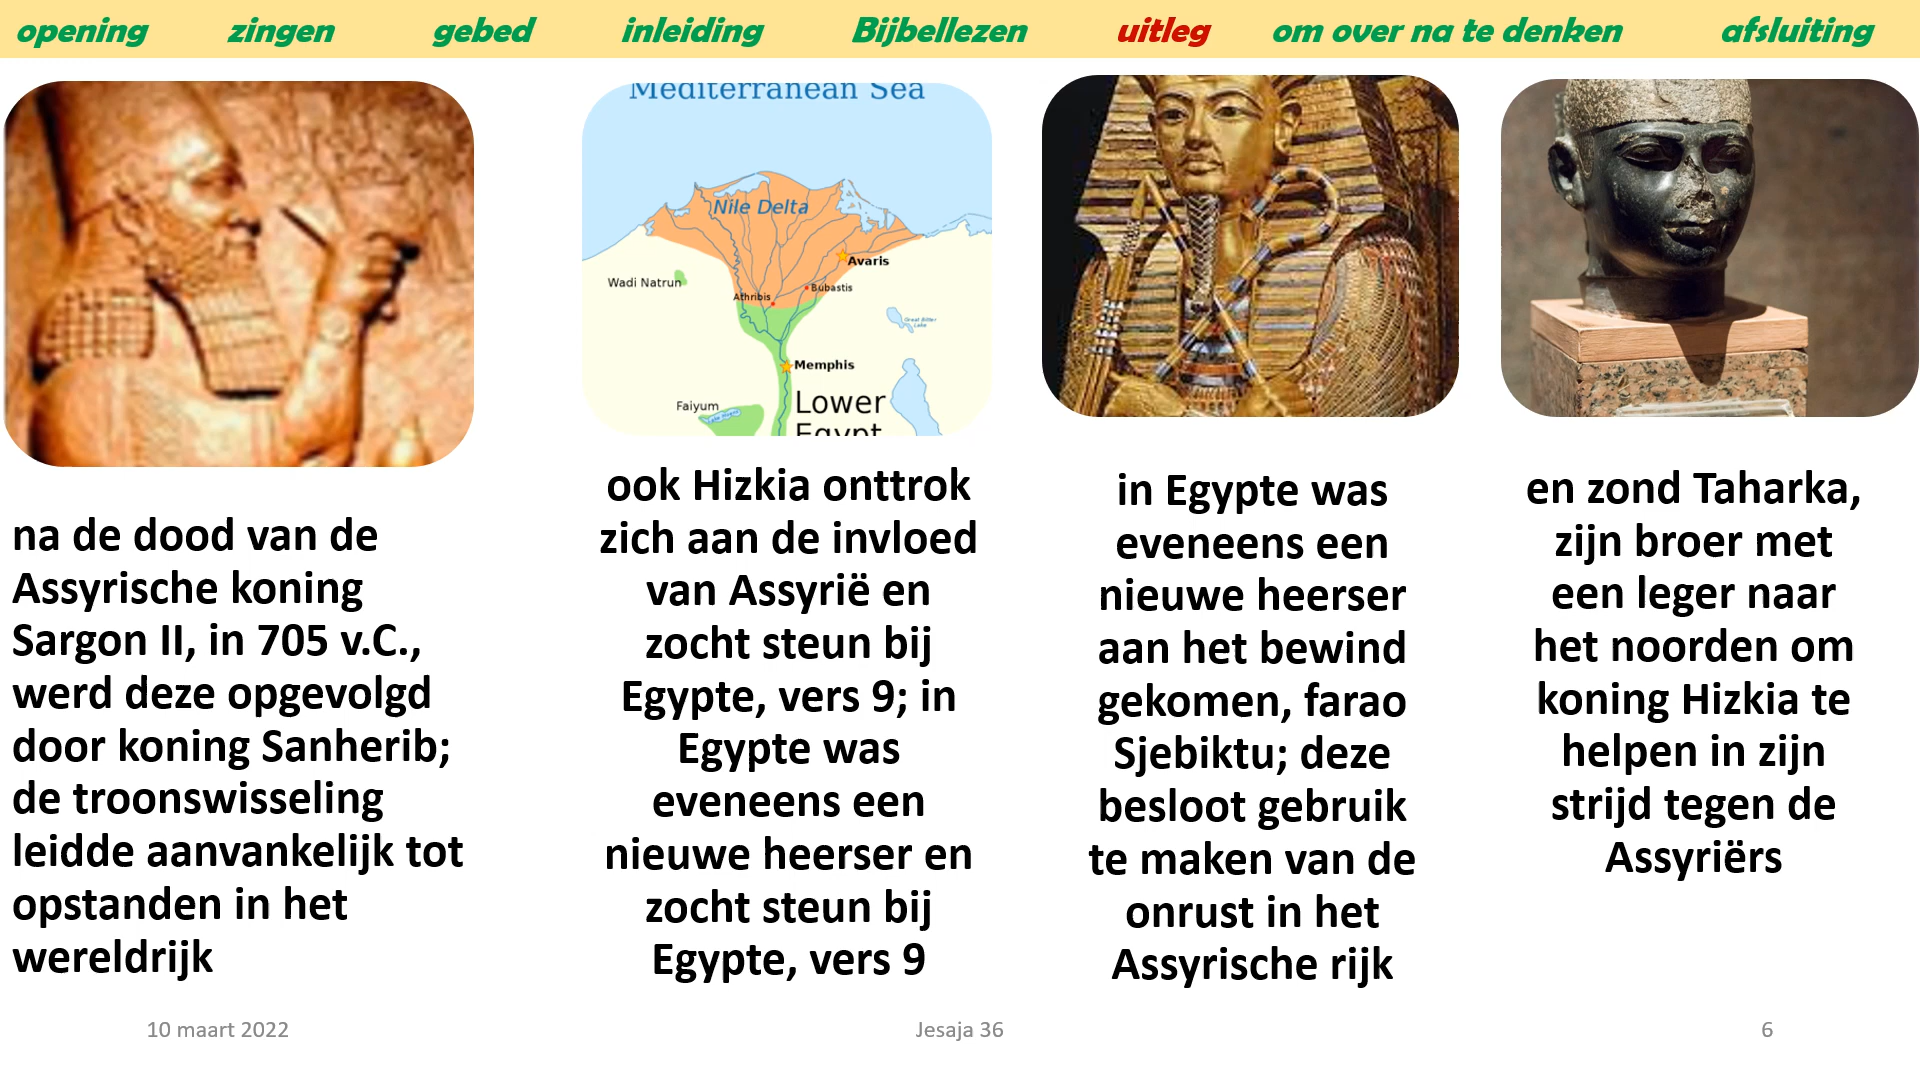 opening zingen gebed inleiding Bijbellezen uitleg om over na te denken afsluiting
Mediterranean Sea
Nile Delta
Avaris
Wadi Natrun
Bubastis
Athribis
Great Bitter
Lake
Memphis
Faiyum
Lower
Egypt
na de dood van de
Assyrische koning
Sargon II, in 705 v.C.,
werd deze opgevolgd
door koning Sanherib;
de troonswisseling
leidde aanvankelijk tot
opstanden in het
wereldrijk
ook Hizkia onttrok
zich aan de invloed
van Assyrië en
zocht steun bij
Egypte, vers 9; in
Egypte was
eveneens een
nieuwe heerser en
zocht steun bij
Egypte, vers 9
in Egypte was
eveneens een
nieuwe heerser
aan het bewind
gekomen, farao
Sjebiktu; deze
besloot gebruik
te maken van de
onrust in het
Assyrische rijk
en zond Taharka,
zijn broer met
een leger naar
het noorden om
koning Hizkia te
helpen in zijn
strijd tegen de
Assyriërs
10 maart 2022
Jesaja 36
6